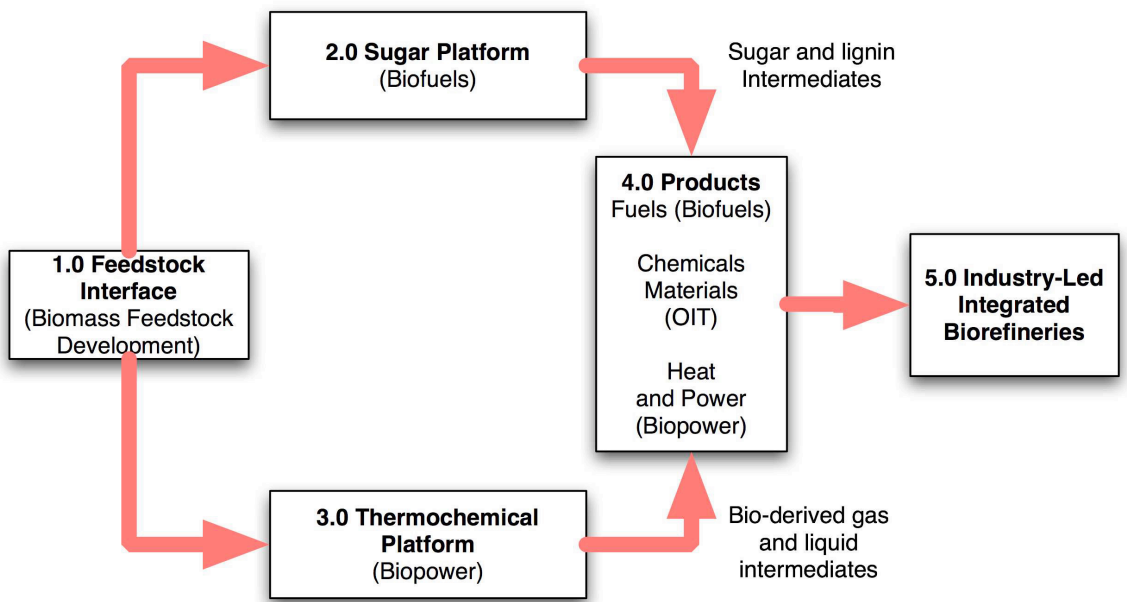 2.0 Sugar Platform
(Biofuels)
Sugar and lignin
Intermediates
1.0 Feedstock
Interface
(Biomass Feedstock
Development)
4.0 Products
Fuels (Biofuels)
Chemicals
Materials
(OIT)
Heat
and Power
(Biopower)
5.0 Industry-Led
Integrated
Biorefineries
3.0 Thermochemical
Platform
(Biopower)
Bio-derived gas
and liquid
intermediates